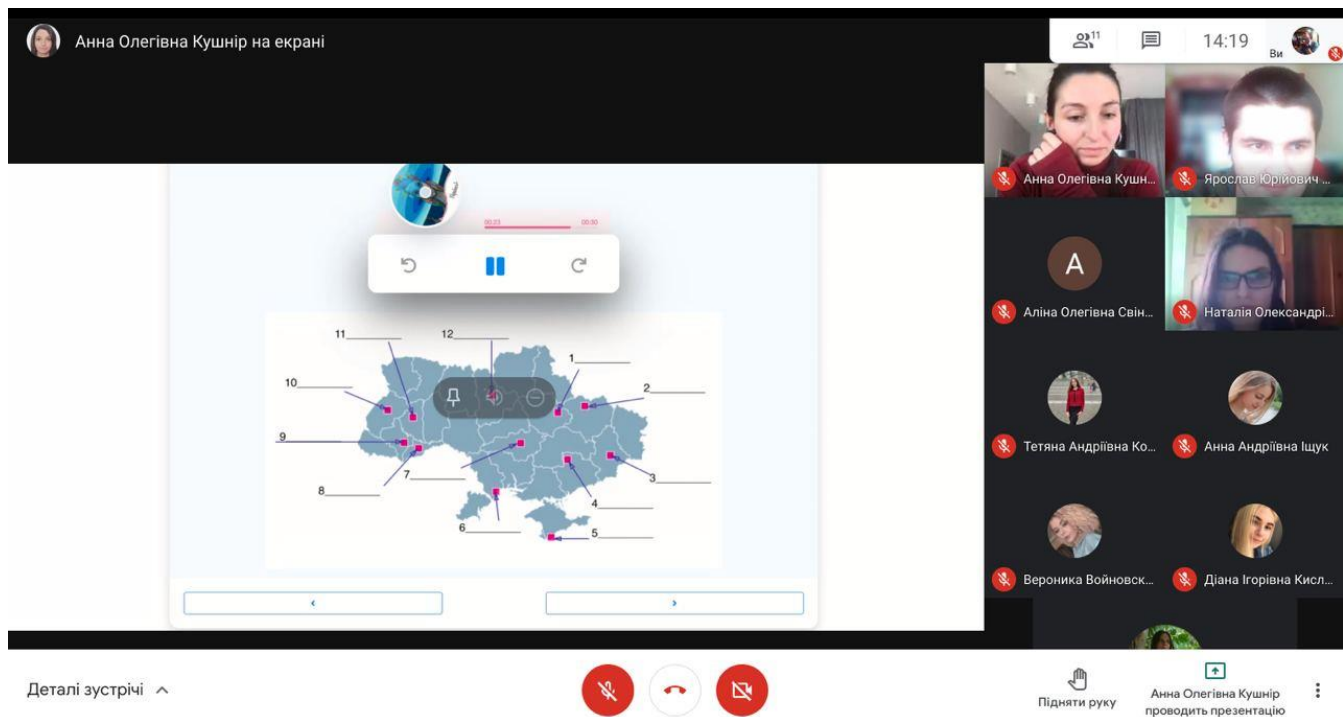 Анна Олегівна Кушнір на екрані
11
14:19
Ви
Анна Олегівна Кушн...
Ярослав Юрійович ...
00:23
00:30
A
Аліна Олегівна Свін...
Наталія Олександрі...
11
12
1
10
2
Тетяна Андріївна Ко...
Анна Андріївна Іщук
9
7
3
8
4
6
5
Вероника Войновск...
Діана Ігорівна Кисл...
Деталі зустрічі
Підняти руку
Анна Олегівна Кушнір
проводить презентацію